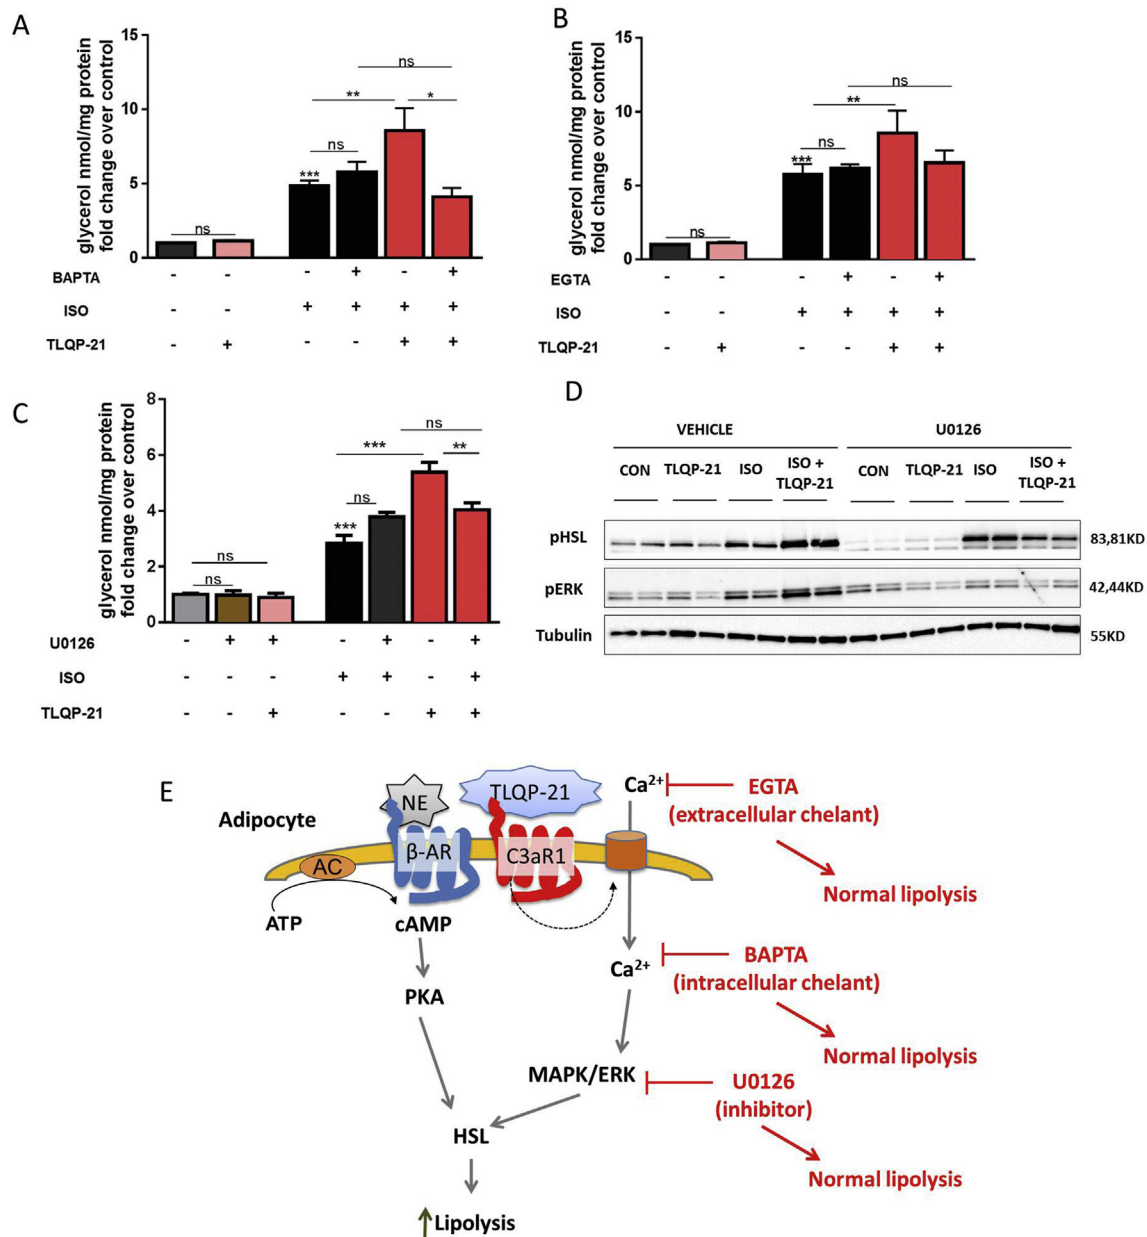 A
glycerol nmol/mg protein
fold change over control
15
10
5
0
ns
***
ns
**
ns
*
BAPTA - - - + - +
ISO - - + + + +
TLQP-21 - + - - + +
B
glycerol nmol/mg protein
fold change over control
15
10
5
0
ns
***
ns
**
ns
EGTA - - - + - +
ISO - - + + + +
TLQP-21 - + - - + +
C
glycerol nmol/mg protein
fold change over control
8
6
4
2
0
ns
ns
***
ns
***
ns
**
U0126 - + + - + - +
ISO - - - + + - +
TLQP-21 - - + - - + +
D
VEHICLE U0126
CON TLQP-21 ISO ISO + TLQP-21 CON TLQP-21 ISO ISO + TLQP-21
pHSL 83,81KD
pERK 42,44KD
Tubulin 55KD
E
Adipocyte
NE
TLQP-21
Ca2+
EGTA
(extracellular chelant)
β-AR
C3aR1
AC
Normal lipolysis
ATP
cAMP
Ca2+
BAPTA
(intracellular chelant)
PKA
Normal lipolysis
MAPK/ERK
U0126
(inhibitor)
HSL
Normal lipolysis
Lipolysis